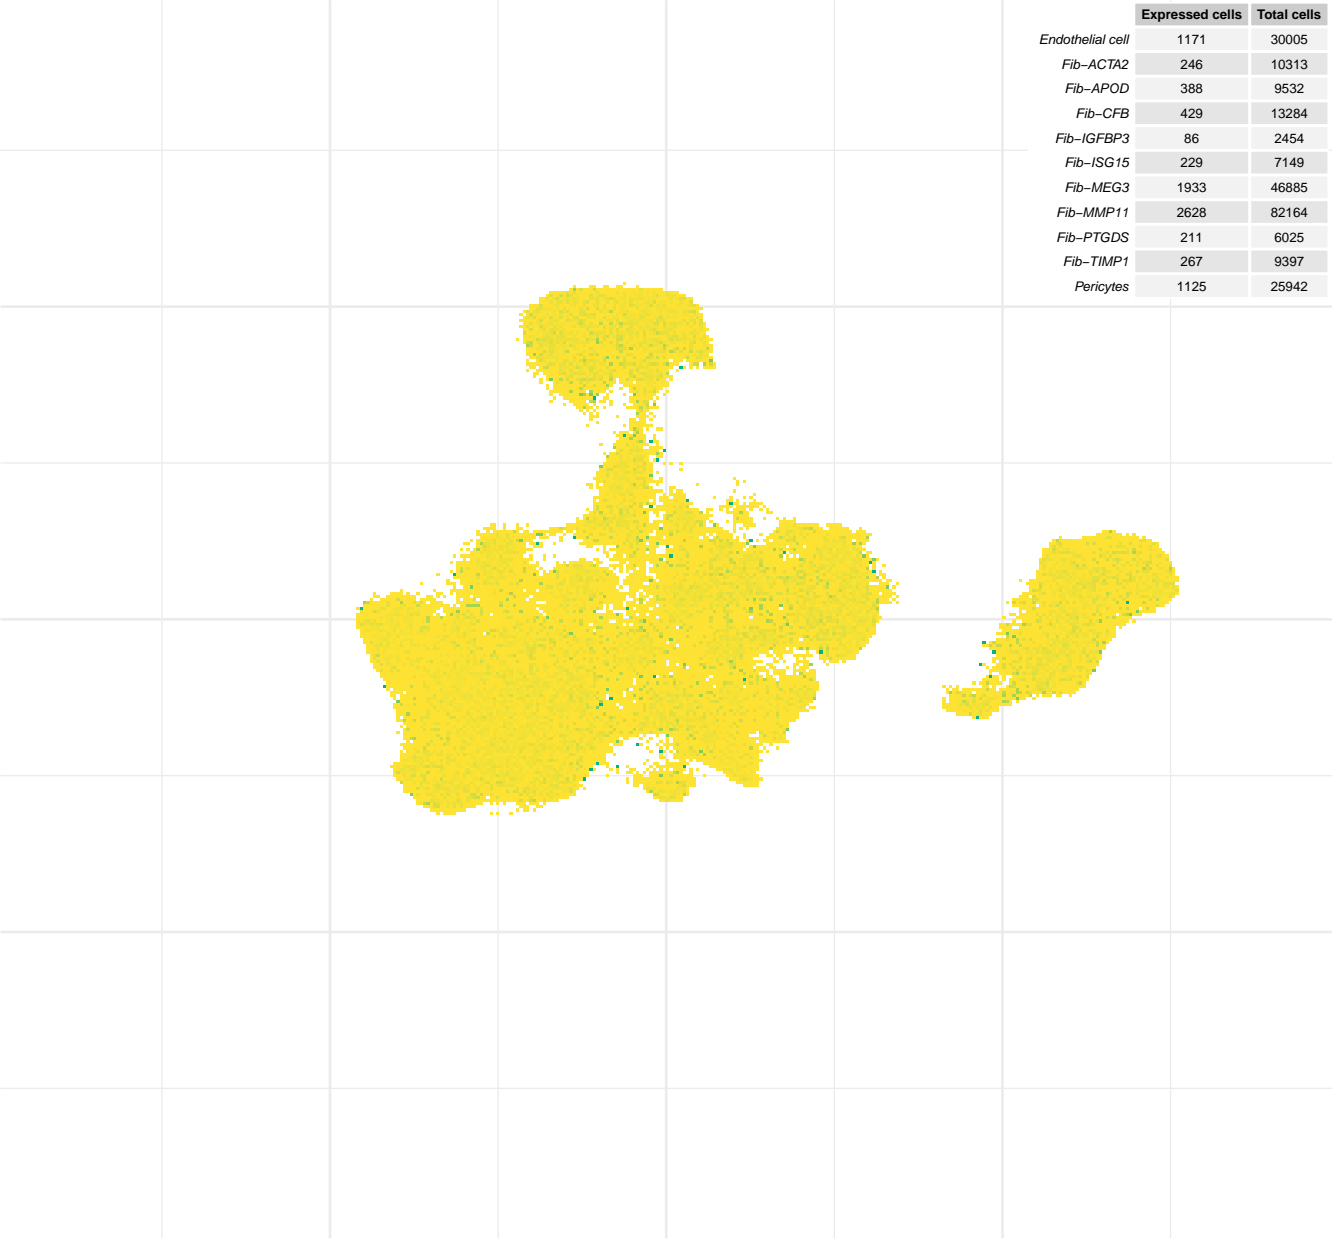 Expressed cells Total cells
Endothelial cell 1171 30005
Fib−ACTA2 246 10313
Fib−APOD 388 9532
Fib−CFB 429 13284
Fib−IGFBP3 86 2454
Fib−ISG15 229 7149
Fib−MEG3 1933 46885
Fib−MMP11 2628 82164
Fib−PTGDS 211 6025
Fib−TIMP1 267 9397
Pericytes 1125 25942